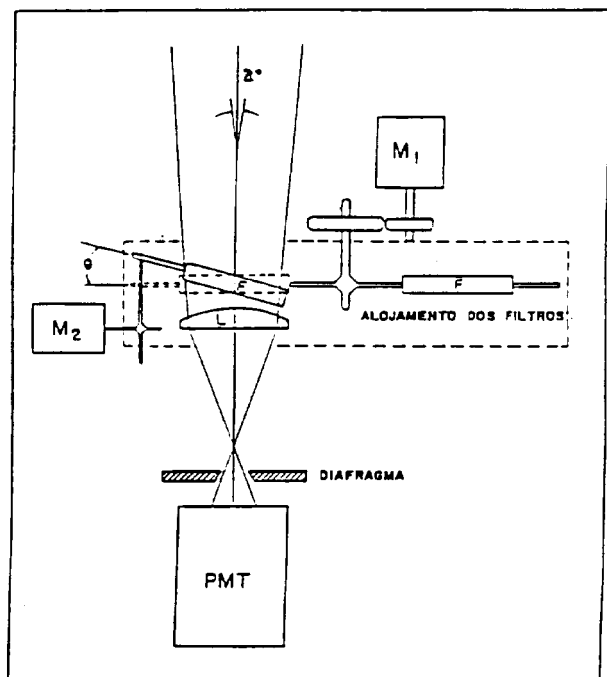 2°
M1
θ
F
F
ALOJAMENTO DOS FILTROS
L
M2
DIAFRAGMA
PMT